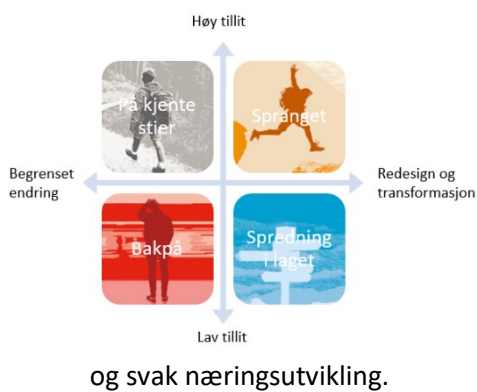 Høy tillit
På kjente
stier
Spranget
Begrenset
endring
Redesign og
transformasjon
Bakpå
Spredning
i laget
Lav tillit
og svak næringsutvikling.